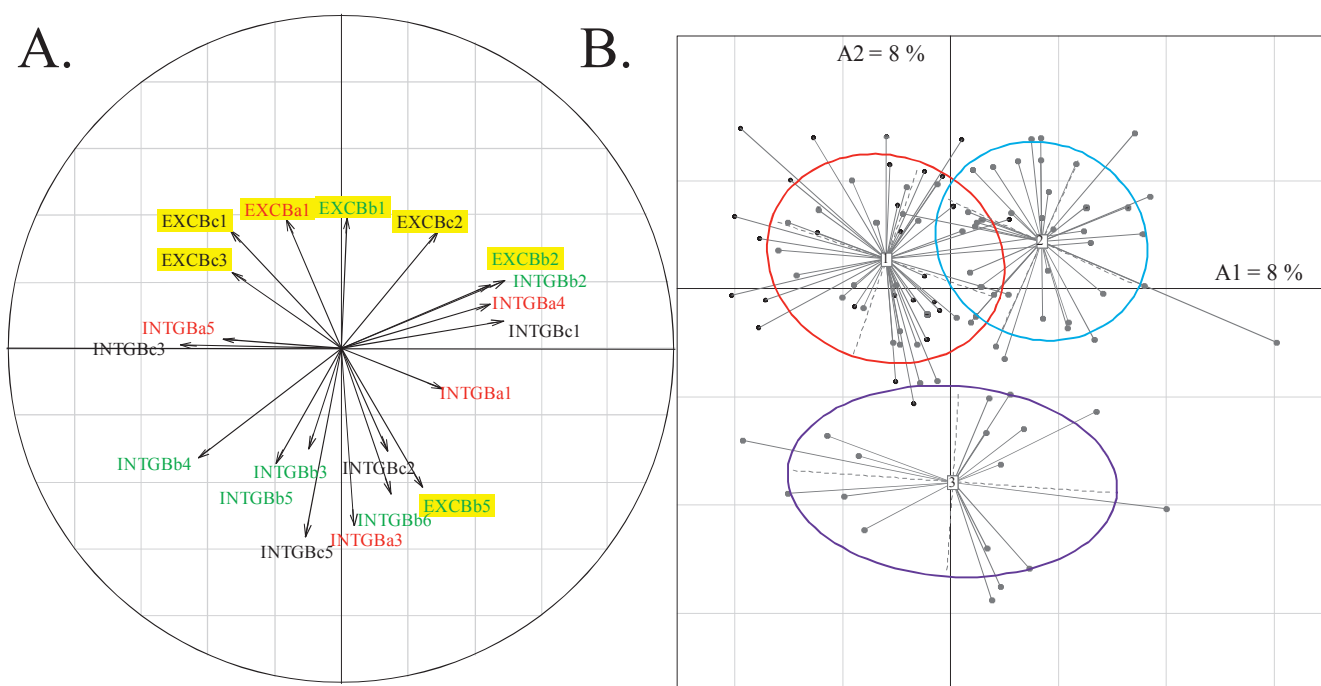 A.
EXCBc1
EXCBa1
EXCBb1
EXCBc2
EXCBc3
EXCBb2
INTGBb2
INTGBa4
INTGBa5
INTGBc3
INTGBc1
INTGBa1
INTGBb4
INTGBb3
INTGBc2
INTGBb5
EXCBb5
INTGBb6
INTGBa3
INTGBc5
B.
A2 = 8 %
A1 = 8 %
1
2
3